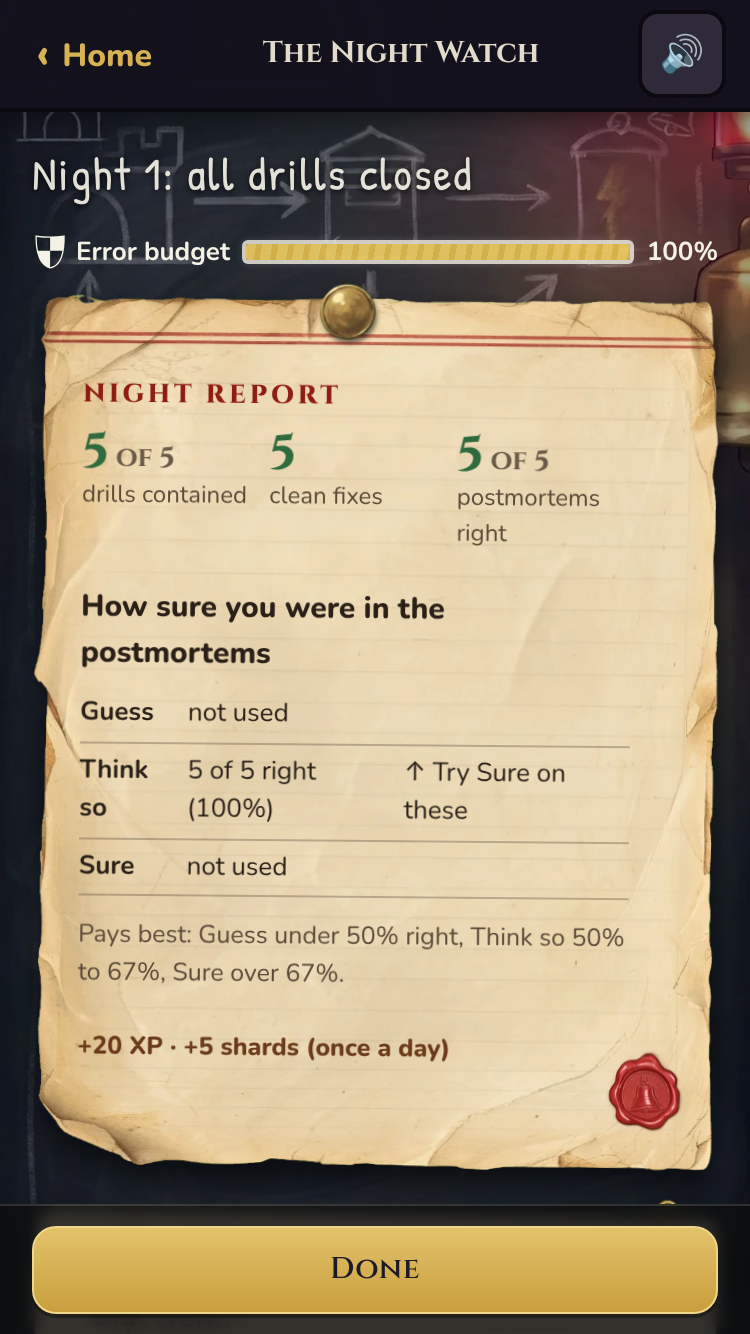 ‹ Home
The Night Watch
Night 1: all drills closed
Error budget 100%
NIGHT REPORT
5 OF 5
drills contained
5
clean fixes
5 OF 5
postmortems
right
How sure you were in the
postmortems
Guess not used
Think so 5 of 5 right (100%) ↑ Try Sure on these
Sure not used
Pays best: Guess under 50% right, Think so 50%
to 67%, Sure over 67%.
+20 XP · +5 shards (once a day)
Done